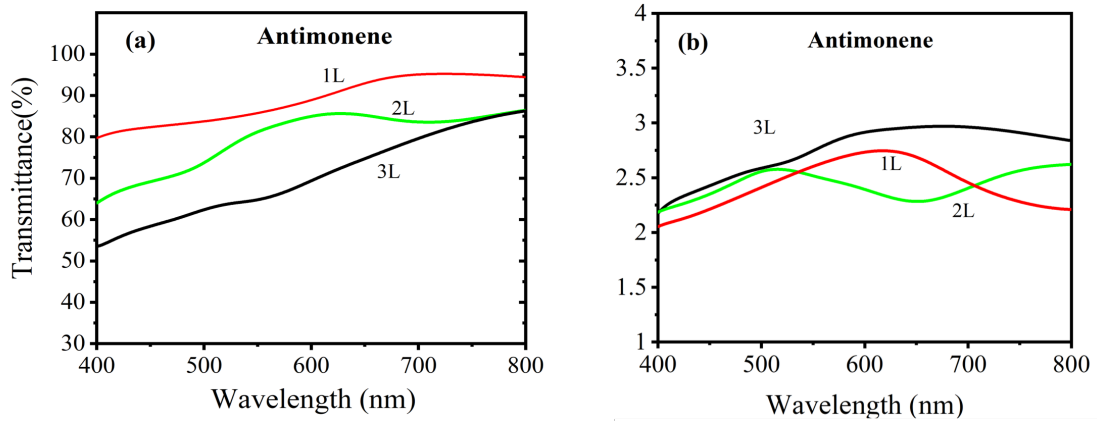 (a)
Antimonene
Transmittance(%)
100
90
80
70
60
50
40
30
1L
2L
3L
400 500 600 700 800
Wavelength (nm)
(b)
Antimonene
4
3.5
3
2.5
2
1.5
1
3L
1L
2L
400 500 600 700 800
Wavelength (nm)